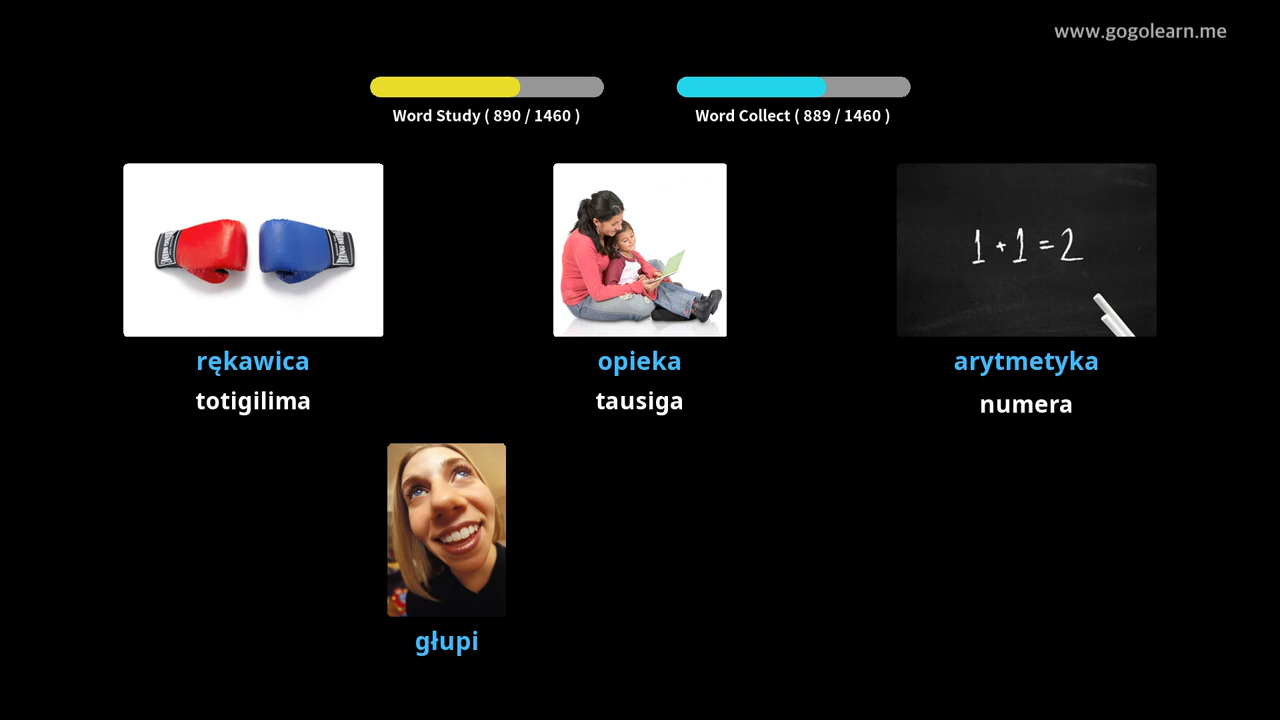 www.gogolearn.me
Word Study ( 890 / 1460 )
Word Collect ( 889 / 1460 )
1 + 1 = 2
rękawica
opieka
arytmetyka
totigilima
tausiga
numera
głupi